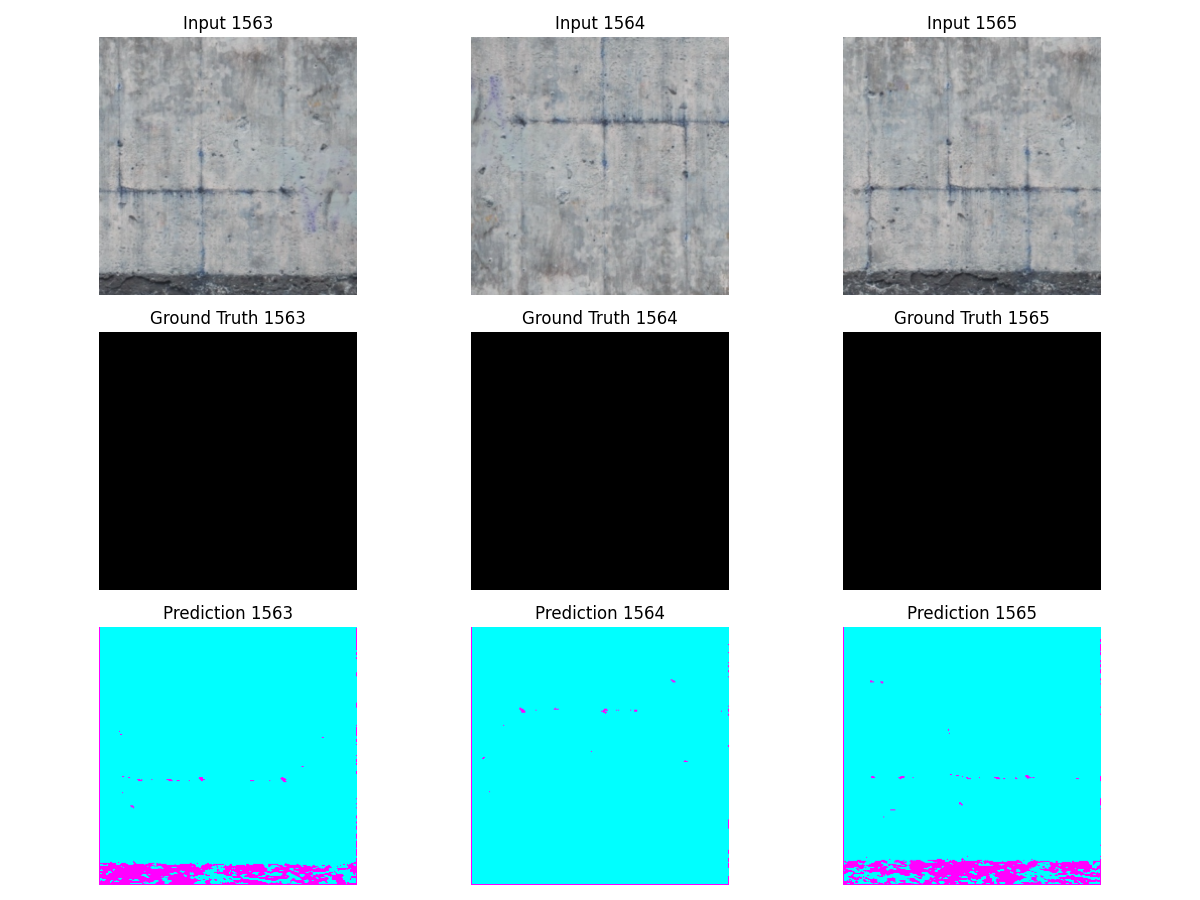 Input 1563
Input 1564
Input 1565
Ground Truth 1563
Ground Truth 1564
Ground Truth 1565
Prediction 1563
Prediction 1564
Prediction 1565